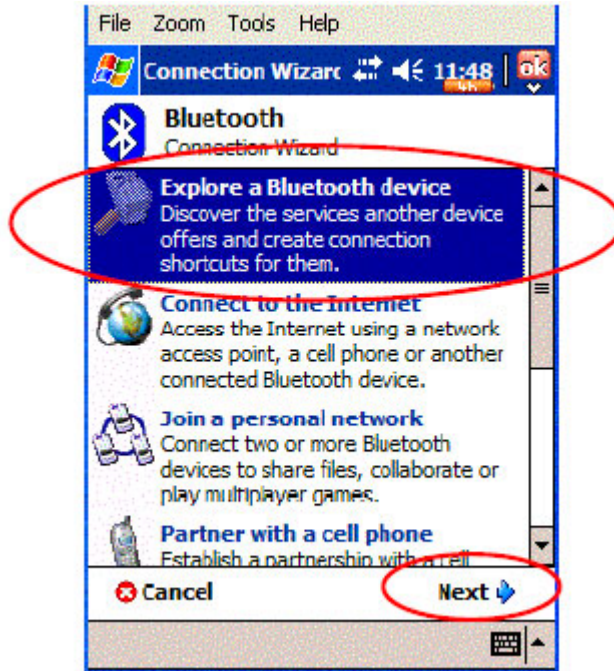 File Zoom Tools Help
Connection Wizarc 11:48 ok
Bluetooth
Connection Wizard
Explore a Bluetooth device
Discover the services another device
offers and create connection
shortcuts for them.
Connect to the Internet
Access the Internet using a network
access point, a cell phone or another
connected Bluetooth device.
Join a personal network
Connect two or more Bluetooth
devices to share files, collaborate or
play multiplayer games.
Partner with a cell phone
Establish a partnership with a cell
Cancel Next